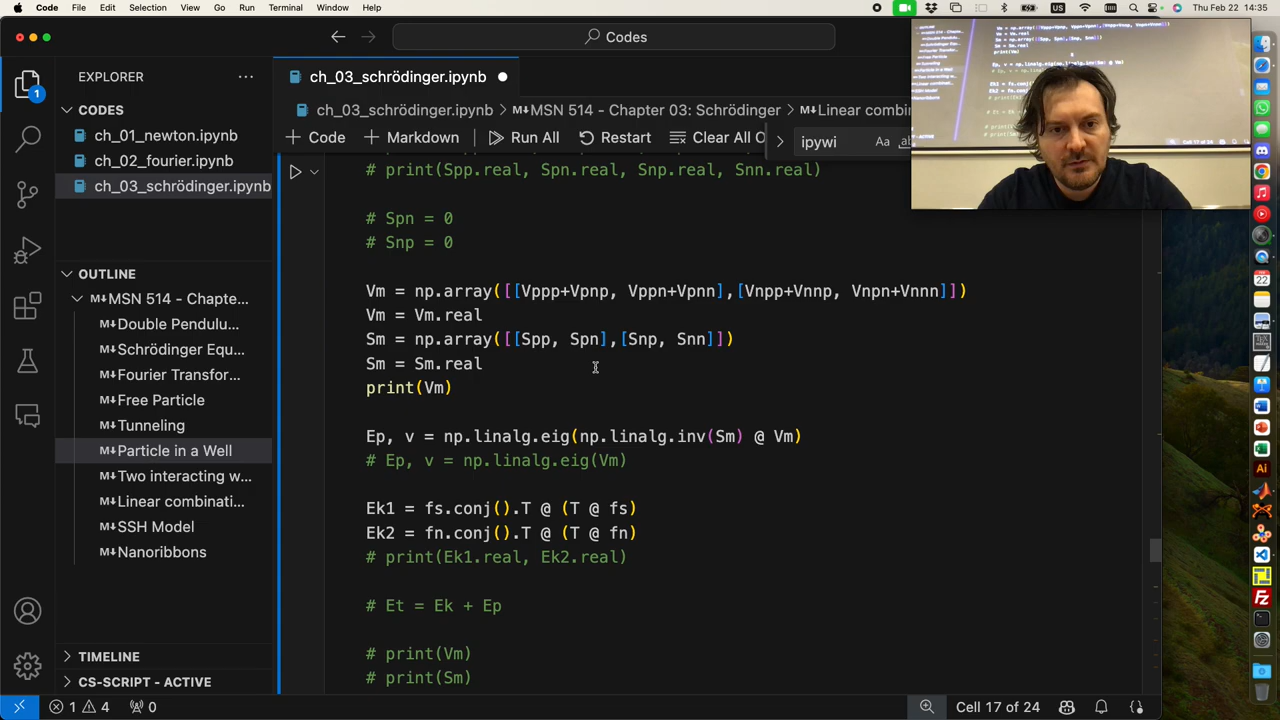 Code File Edit Selection View Go Run Terminal Window Help US Thu Feb 22 14:35
Codes
EXPLORER ...
ch_03_schrödinger.ipynb
CODES
ch_03_schrödinger.ipynb > M↓MSN 514 - Chapter 03: Schrödinger > M↓Linear combi
ch_01_newton.ipynb
+ Code + Markdown Run All Restart Clear All O > ipywi Aa ab
ch_02_fourier.ipynb
ch_03_schrödinger.ipynb
# print(Spp.real, Spn.real, Snp.real, Snn.real)
# Spn = 0
# Snp = 0
OUTLINE
M↓MSN 514 - Chapte...
M↓Double Pendulu...
M↓Schrödinger Equ...
M↓Fourier Transfor...
M↓Free Particle
M↓Tunneling
M↓Particle in a Well
M↓Two interacting w...
M↓Linear combinati...
M↓SSH Model
M↓Nanoribbons
Vm = np.array([[Vppp+Vpnp, Vppn+Vpnn],[Vnpp+Vnnp, Vnpn+Vnnn]])
Vm = Vm.real
Sm = np.array([[Spp, Spn],[Snp, Snn]])
Sm = Sm.real
print(Vm)
Ep, v = np.linalg.eig(np.linalg.inv(Sm) @ Vm)
# Ep, v = np.linalg.eig(Vm)
Ek1 = fs.conj().T @ (T @ fs)
Ek2 = fn.conj().T @ (T @ fn)
# print(Ek1.real, Ek2.real)
# Et = Ek + Ep
# print(Vm)
# print(Sm)
TIMELINE
CS-SCRIPT - ACTIVE
1 4 0 Cell 17 of 24